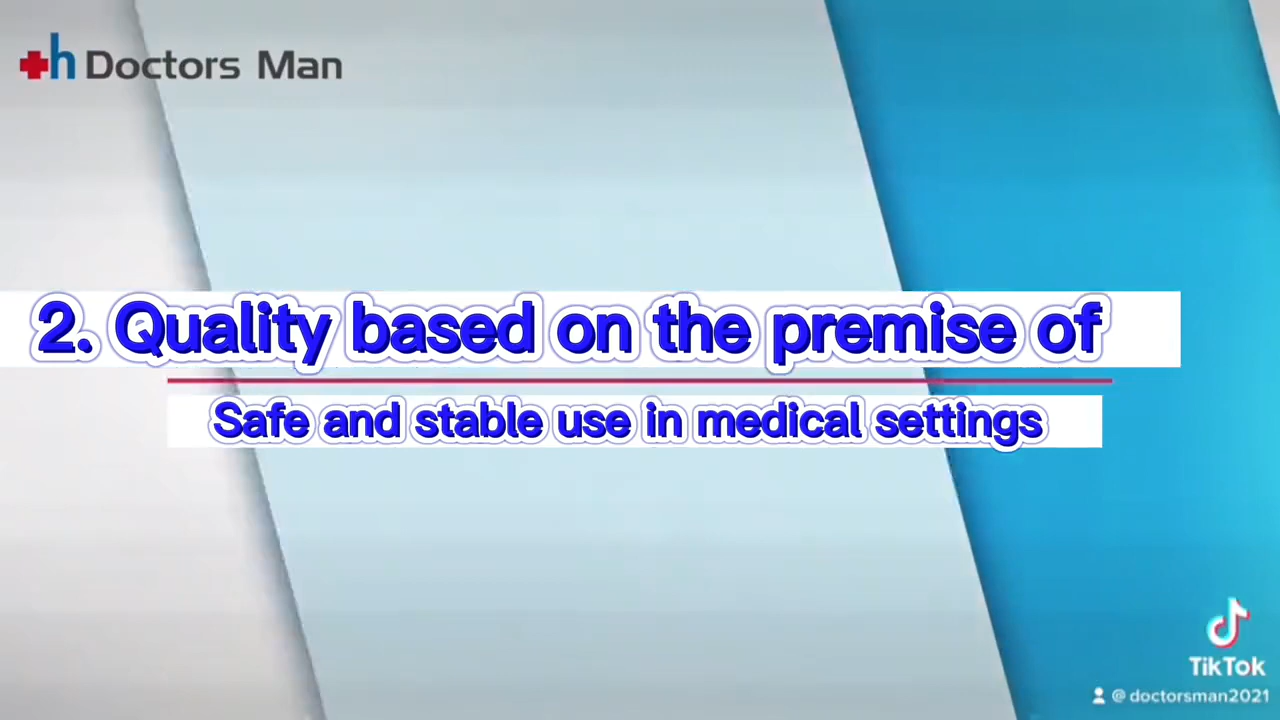 h Doctors Man
2. Quality based on the premise of
Safe and stable use in medical settings
TikTok
@doctorsman2021